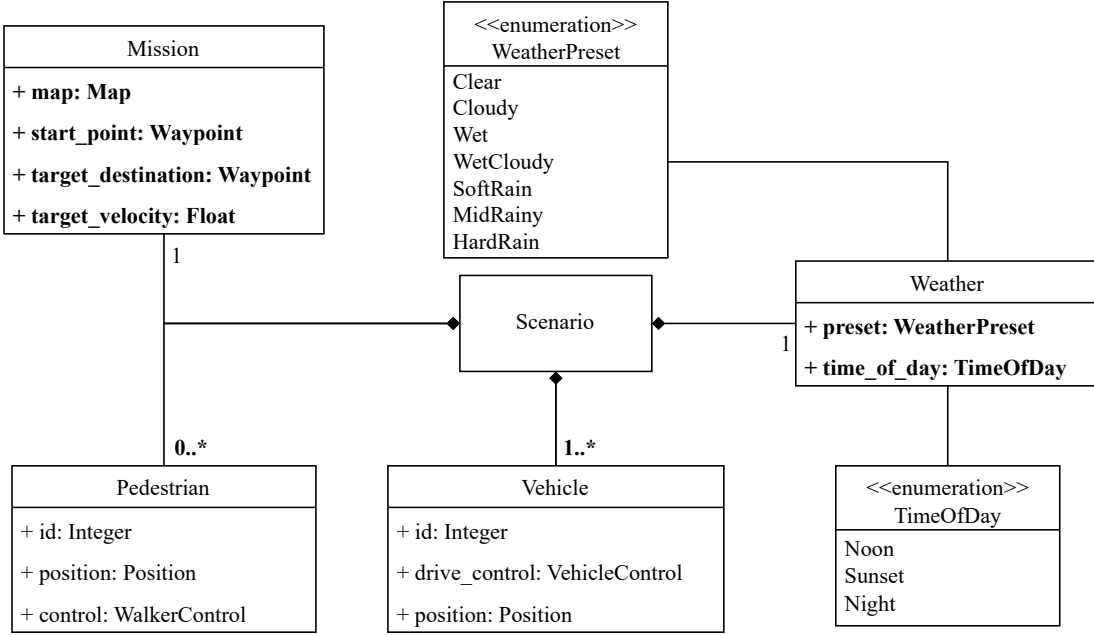 Mission
+ map: Map
+ start_point: Waypoint
+ target_destination: Waypoint
+ target_velocity: Float
1
<<enumeration>>
WeatherPreset
Clear
Cloudy
Wet
WetCloudy
SoftRain
MidRainy
HardRain
Scenario
Weather
+ preset: WeatherPreset
+ time_of_day: TimeOfDay
1
0..*
Pedestrian
+ id: Integer
+ position: Position
+ control: WalkerControl
1..*
Vehicle
+ id: Integer
+ drive_control: VehicleControl
+ position: Position
<<enumeration>>
TimeOfDay
Noon
Sunset
Night